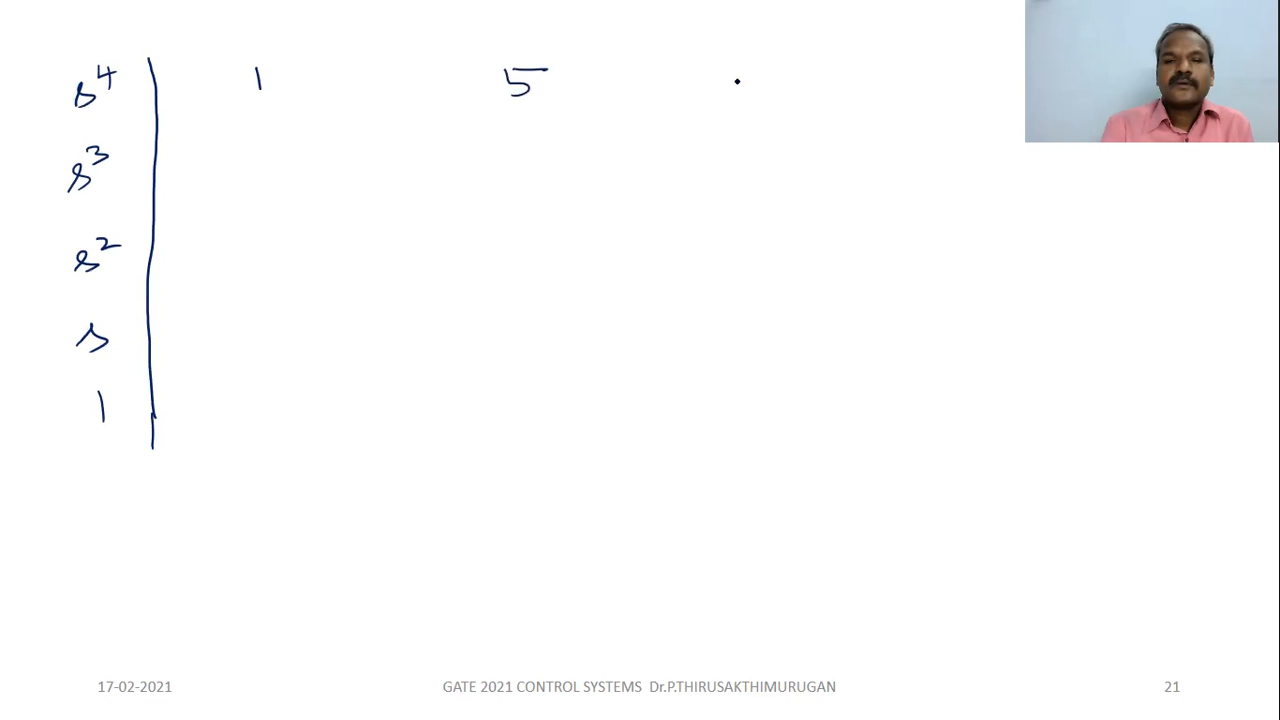 s⁴ 1 5
s³
s²
s
1
17-02-2021 GATE 2021 CONTROL SYSTEMS Dr.P.THIRUSAKTHIMURUGAN 21